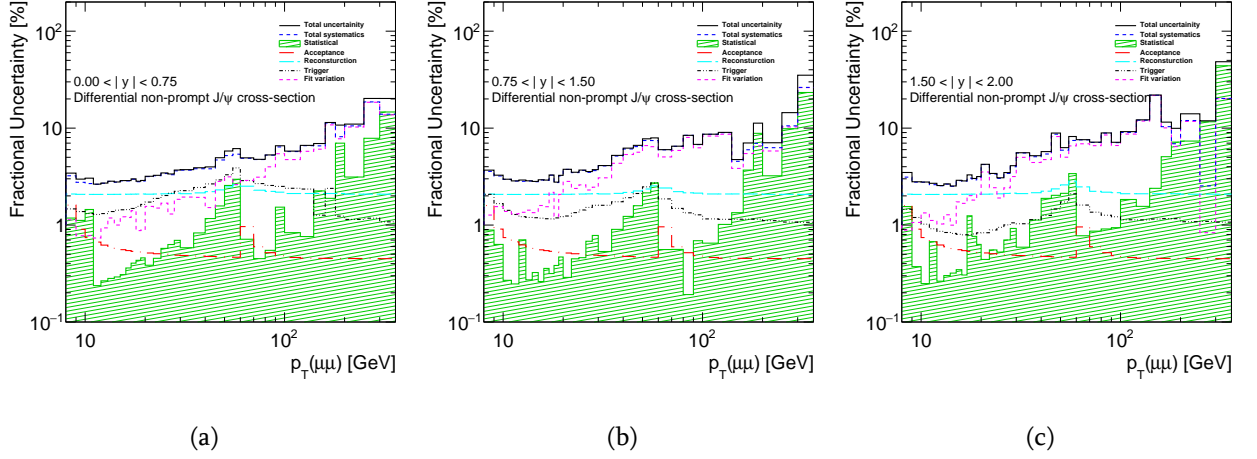 Fractional Uncertainty [%]
10²
10
1
10⁻¹
Total uncertainty
Total systematics
Statistical
Acceptance
Reconsturction
Trigger
Fit variation
0.00 < | y | < 0.75
Differential non-prompt J/ψ cross-section
10
10²
p_T(μμ) [GeV]
(a)
Fractional Uncertainty [%]
10²
10
1
10⁻¹
Total uncertainty
Total systematics
Statistical
Acceptance
Reconsturction
Trigger
Fit variation
0.75 < | y | < 1.50
Differential non-prompt J/ψ cross-section
10
10²
p_T(μμ) [GeV]
(b)
Fractional Uncertainty [%]
10²
10
1
10⁻¹
Total uncertainty
Total systematics
Statistical
Acceptance
Reconsturction
Trigger
Fit variation
1.50 < | y | < 2.00
Differential non-prompt J/ψ cross-section
10
10²
p_T(μμ) [GeV]
(c)